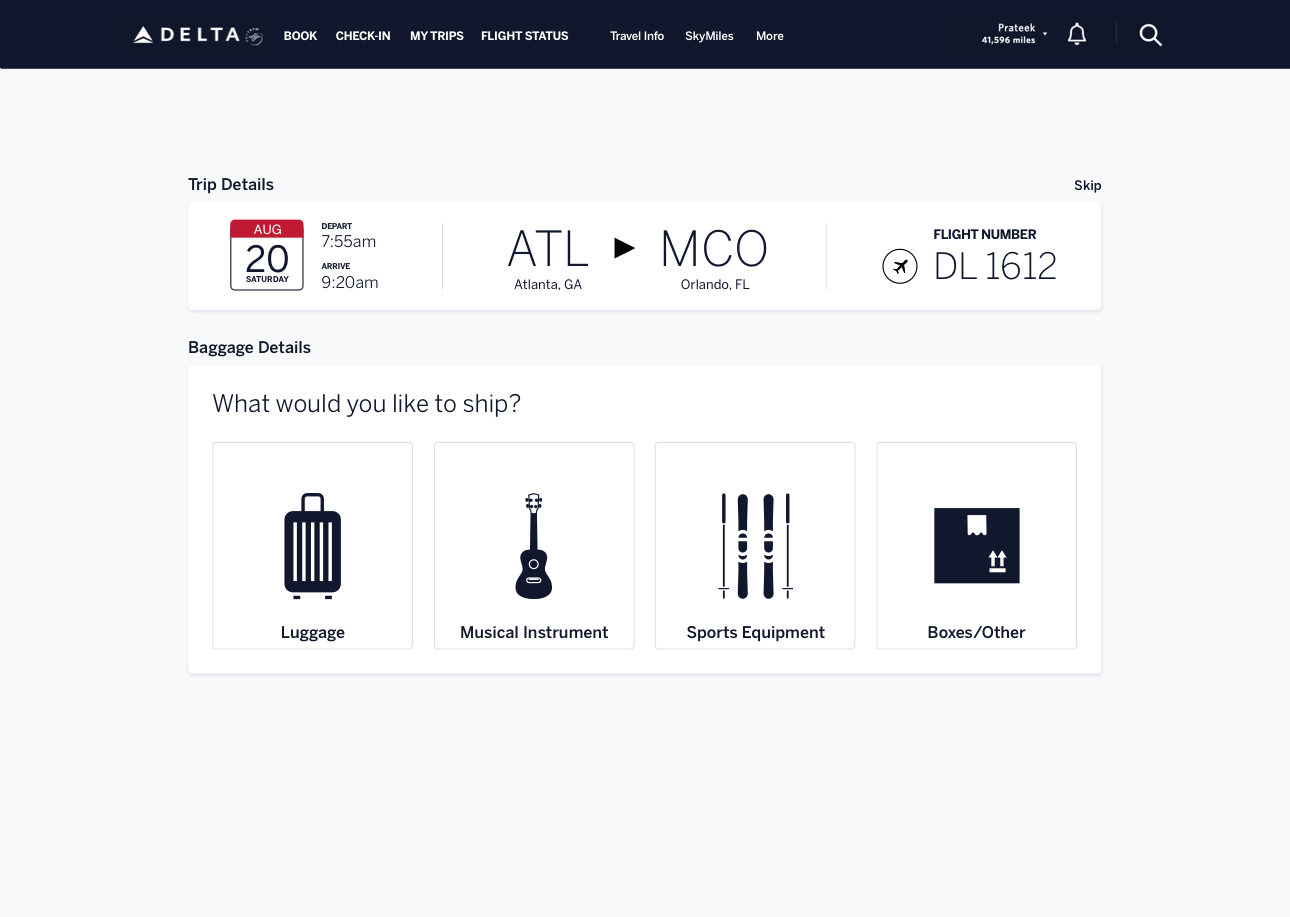 DELTA BOOK CHECK-IN MY TRIPS FLIGHT STATUS Travel Info SkyMiles More Prateek
41,596 miles
Trip Details Skip
AUG
20
SATURDAY
DEPART
7:55am
ARRIVE
9:20am
ATL ▶ MCO
Atlanta, GA Orlando, FL
FLIGHT NUMBER
DL 1612
Baggage Details
What would you like to ship?
Luggage Musical Instrument Sports Equipment Boxes/Other